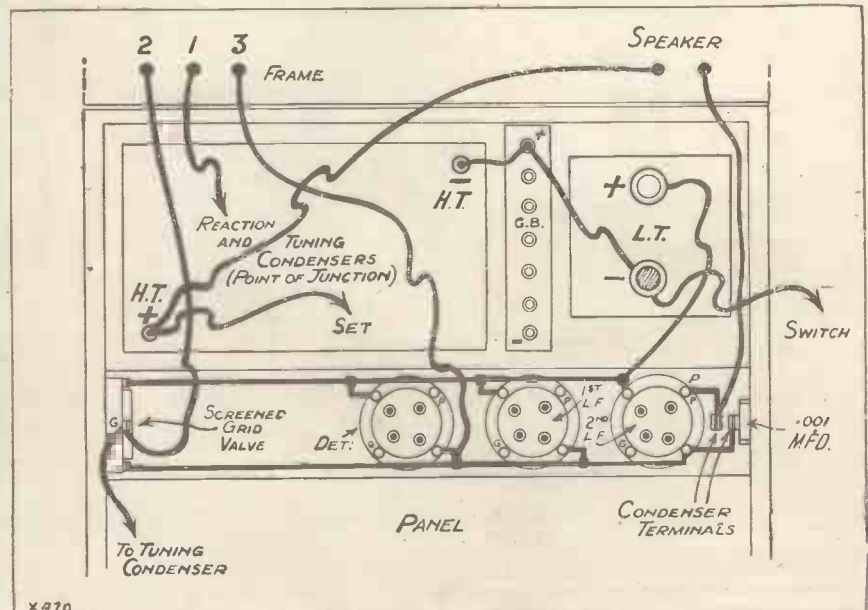 2 1 3 FRAME SPEAKER
+
- H.T.
G.B.
+
L.T.
-
-
REACTION
AND TUNING
CONDENSERS
(POINT OF JUNCTION)
H.T.
+
SET
SWITCH
G
SCREENED
GRID
VALVE
DET:
G
P
1ST
L.F.
G
P
2ND
L.F.
G
P
P
.001
MFD.
CONDENSER
TERMINALS
PANEL
TO TUNING
CONDENSER
X970